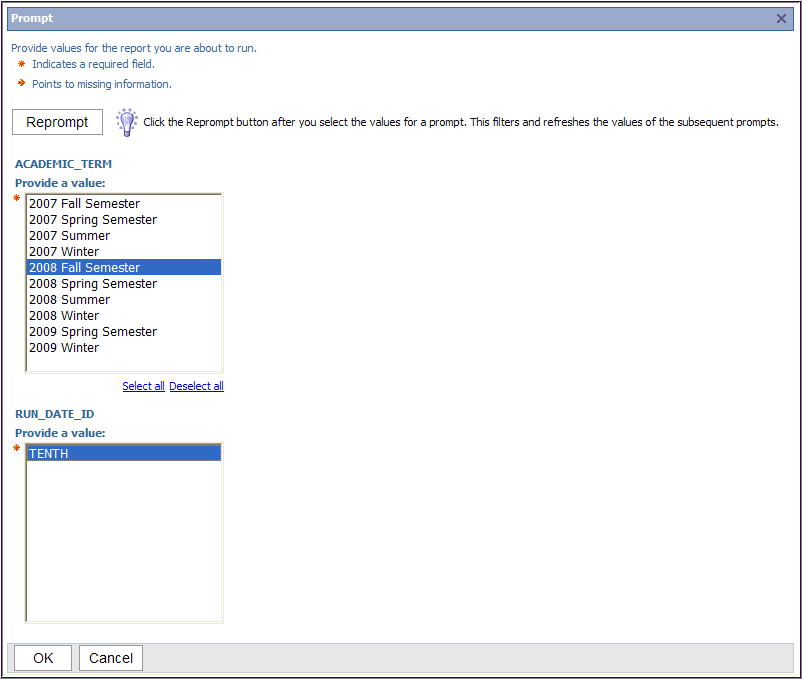 Prompt
Provide values for the report you are about to run.
* Indicates a required field.
→ Points to missing information.
Reprompt
Click the Reprompt button after you select the values for a prompt. This filters and refreshes the values of the subsequent prompts.
ACADEMIC_TERM
Provide a value:
*
2007 Fall Semester
2007 Spring Semester
2007 Summer
2007 Winter
2008 Fall Semester
2008 Spring Semester
2008 Summer
2008 Winter
2009 Spring Semester
2009 Winter
Select all Deselect all
RUN_DATE_ID
Provide a value:
*
TENTH
OK Cancel